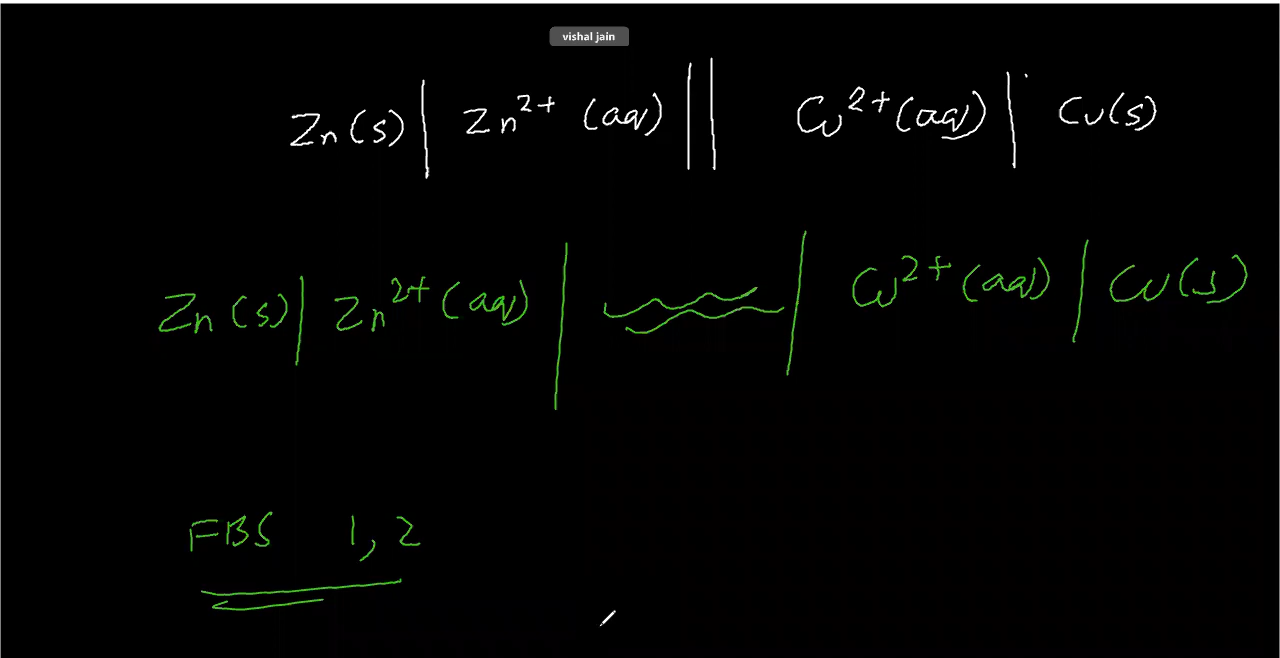 vishal jain
Zn(s) | Zn²⁺ (aq) || Cu²⁺ (aq) | Cu(s)
Zn (s) | Zn²⁺ (aq) | | Cu²⁺ (aq) | Cu (s)
FBS 1, 2